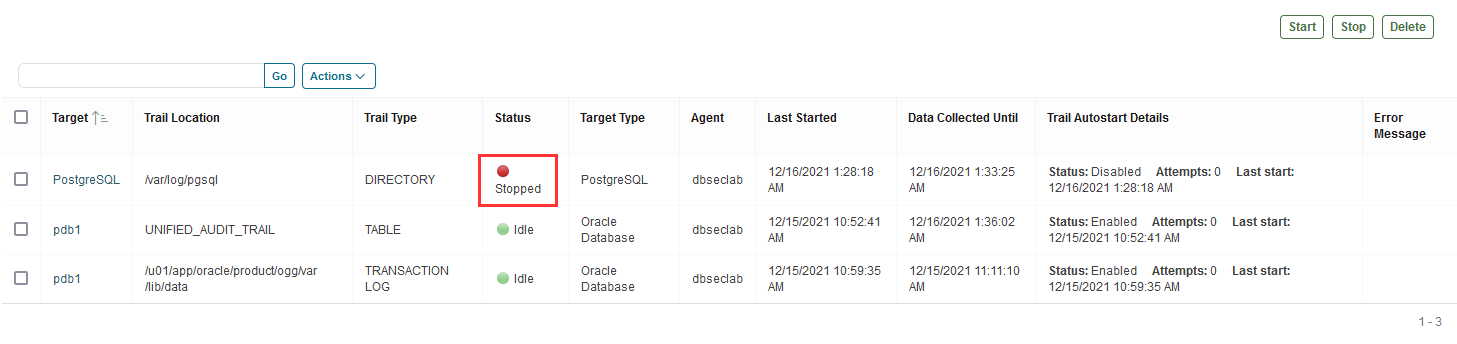 Start Stop Delete
Go Actions
Target Trail Location Trail Type Status Target Type Agent Last Started Data Collected Until Trail Autostart Details Error
Message
PostgreSQL /var/log/pgsql DIRECTORY Stopped PostgreSQL dbseclab 12/16/2021 1:28:18 AM 12/16/2021 1:33:25 AM Status: Disabled Attempts: 0 Last start:
12/16/2021 1:28:18 AM
pdb1 UNIFIED_AUDIT_TRAIL TABLE Idle Oracle Database dbseclab 12/15/2021 10:52:41 AM 12/16/2021 1:36:02 AM Status: Enabled Attempts: 0 Last start:
12/15/2021 10:52:41 AM
pdb1 /u01/app/oracle/product/ogg/var/lib/data TRANSACTION LOG Idle Oracle Database dbseclab 12/15/2021 10:59:35 AM 12/15/2021 11:11:10 AM Status: Enabled Attempts: 0 Last start:
12/15/2021 10:59:35 AM
1 - 3